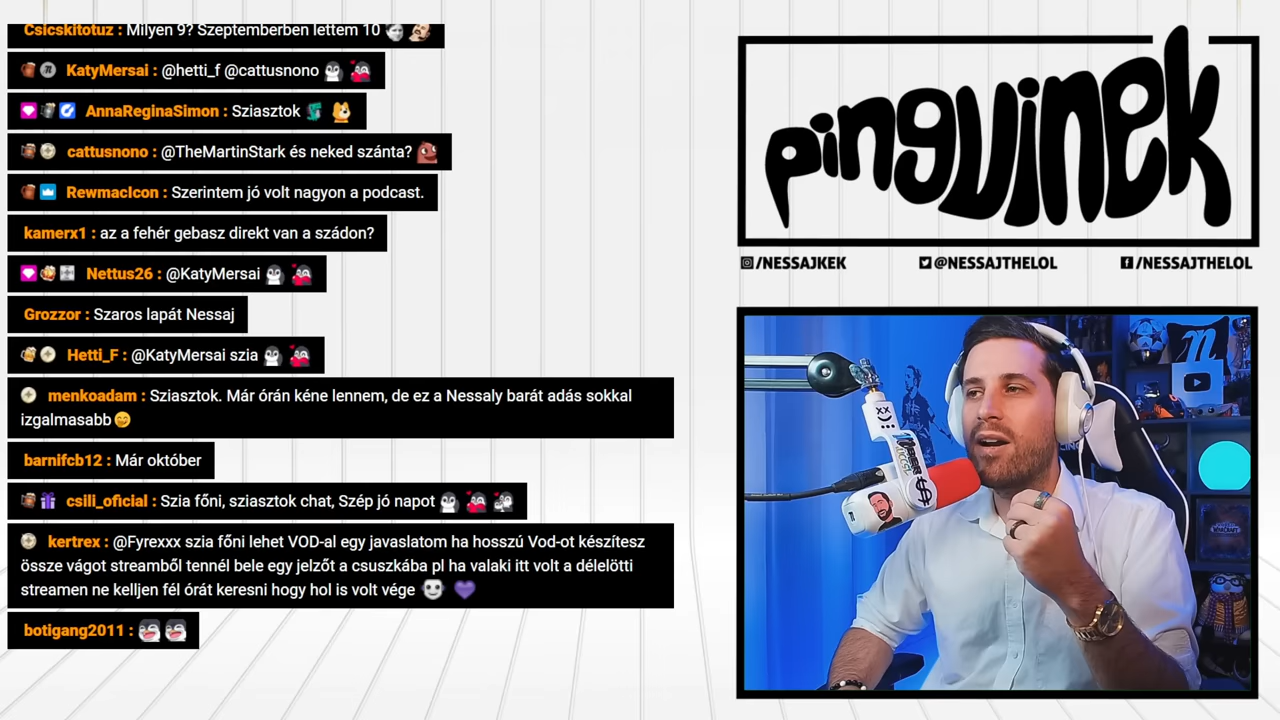 Csicskitotuz : Milyen 9? Szeptemberben lettem 10
KatyMersai : @hetti_f @cattusnono
AnnaReginaSimon : Sziasztok
cattusnono : @TheMartinStark és neked szánta?
RewmacIcon : Szerintem jó volt nagyon a podcast.
kamerx1 : az a fehér gebasz direkt van a szádon?
Nettus26 : @KatyMersai
Grozzor : Szaros lapát Nessaj
Hetti_F : @KatyMersai szia
menkoadam : Sziasztok. Már órán kéne lennem, de ez a Nessaly barát adás sokkal
izgalmasabb
barnifcb12 : Már október
csili_oficial : Szia főni, sziasztok chat, Szép jó napot
kertrex : @Fyrexxx szia főni lehet VOD-al egy javaslatom ha hosszú Vod-ot készítesz
össze vágot streamből tennél bele egy jelzőt a csuszkába pl ha valaki itt volt a délelötti
streamen ne kelljen fél órát keresni hogy hol is volt vége
botigang2011 :
pingvinek
/NESSAJKEK
@NESSAJTHELOL
/NESSAJTHELOL